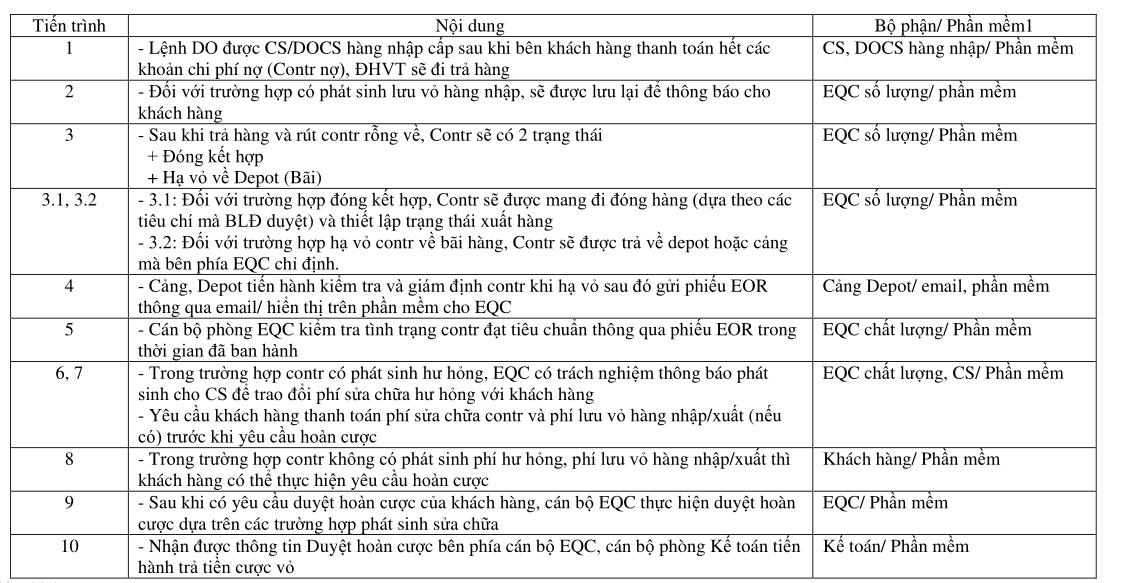 Tiến trình Nội dung Bộ phận/ Phần mềm1
1 - Lệnh DO được CS/DOCS hàng nhập cấp sau khi bên khách hàng thanh toán hết các CS, DOCS hàng nhập/ Phần mềm
khoản chi phí nợ (Contr nợ), ĐHVT sẽ đi trả hàng
2 - Đối với trường hợp có phát sinh lưu vỏ hàng nhập, sẽ được lưu lại để thông báo cho EQC số lượng/ phần mềm
khách hàng
3 - Sau khi trả hàng và rút contr rỗng về, Contr sẽ có 2 trạng thái EQC số lượng/ Phần mềm
+ Đóng kết hợp
+ Hạ vỏ về Depot (Bãi)
3.1, 3.2 - 3.1: Đối với trường hợp đóng kết hợp, Contr sẽ được mang đi đóng hàng (dựa theo các EQC số lượng/ Phần mềm
tiêu chí mà BLĐ duyệt) và thiết lập trạng thái xuất hàng
- 3.2: Đối với trường hợp hạ vỏ contr về bãi hàng, Contr sẽ được trả về depot hoặc cảng
mà bên phía EQC chỉ định.
4 - Cảng, Depot tiến hành kiểm tra và giám định contr khi hạ vỏ sau đó gửi phiếu EOR Cảng Depot/ email, phần mềm
thông qua email/ hiển thị trên phần mềm cho EQC
5 - Cán bộ phòng EQC kiểm tra tình trạng contr đạt tiêu chuẩn thông qua phiếu EOR trong EQC chất lượng/ Phần mềm
thời gian đã ban hành
6, 7 - Trong trường hợp contr có phát sinh hư hỏng, EQC có trách nghiệm thông báo phát EQC chất lượng, CS/ Phần mềm
sinh cho CS để trao đổi phí sửa chữa hư hỏng với khách hàng
- Yêu cầu khách hàng thanh toán phí sửa chữa contr và phí lưu vỏ hàng nhập/xuất (nếu
có) trước khi yêu cầu hoàn cược
8 - Trong trường hợp contr không có phát sinh phí hư hỏng, phí lưu vỏ hàng nhập/xuất thì Khách hàng/ Phần mềm
khách hàng có thể thực hiện yêu cầu hoàn cược
9 - Sau khi có yêu cầu duyệt hoàn cược của khách hàng, cán bộ EQC thực hiện duyệt hoàn EQC/ Phần mềm
cược dựa trên các trường hợp phát sinh sửa chữa
10 - Nhận được thông tin Duyệt hoàn cược bên phía cán bộ EQC, cán bộ phòng Kế toán tiến Kế toán/ Phần mềm
hành trả tiền cược vỏ